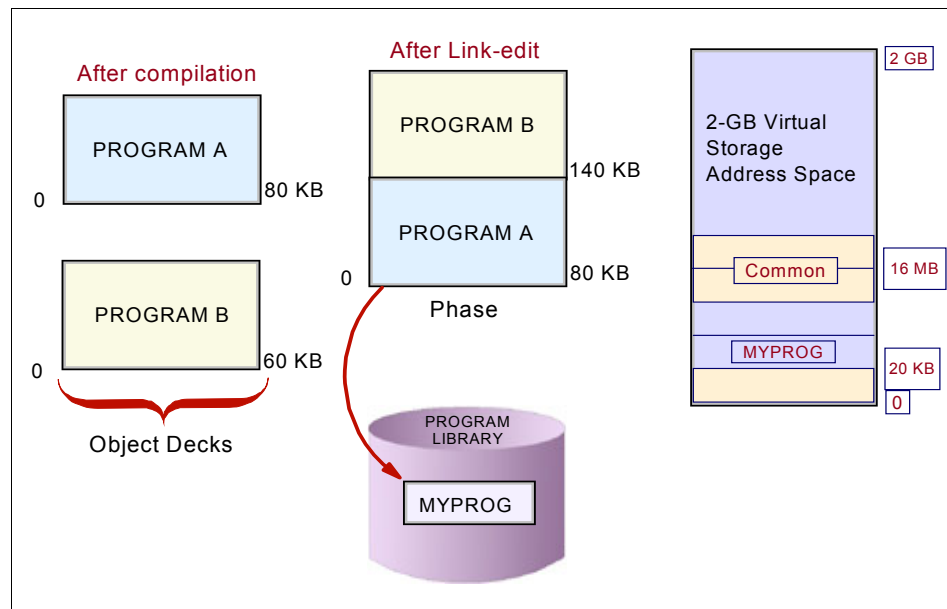 After compilation
PROGRAM A
0
80 KB
PROGRAM B
0
60 KB
Object Decks
After Link-edit
PROGRAM B
140 KB
PROGRAM A
0
80 KB
Phase
PROGRAM
LIBRARY
MYPROG
2 GB
2-GB Virtual
Storage
Address Space
Common
16 MB
MYPROG
20 KB
0